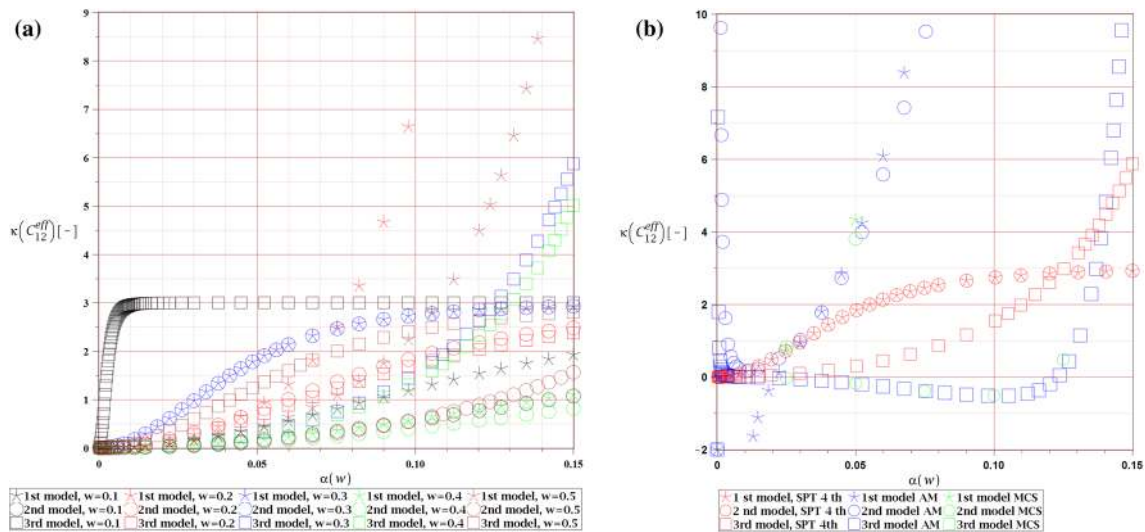 (a)
9
8
7
6
5
4
3
2
1
0
κ(C₁₂ᵉᶠᶠ)[-]
0 0.05 0.10 0.15
α(w)
1st model, w=0.1 1st model, w=0.2 1st model, w=0.3 1st model, w=0.4 1st model, w=0.5
2nd model, w=0.1 2nd model, w=0.2 2nd model, w=0.3 2nd model, w=0.4 2nd model, w=0.5
3rd model, w=0.1 3rd model, w=0.2 3rd model, w=0.3 3rd model, w=0.4 3rd model, w=0.5
(b)
10
8
6
4
2
0
-2
κ(C₁₂ᵉᶠᶠ)[-]
0 0.05 0.10 0.15
α(w)
1 st model, SPT 4 th 1st model AM 1st model MCS
2 nd model, SPT 4 th 2nd model AM 2nd model MCS
3rd model, SPT 4th 3rd model AM 3rd model MCS